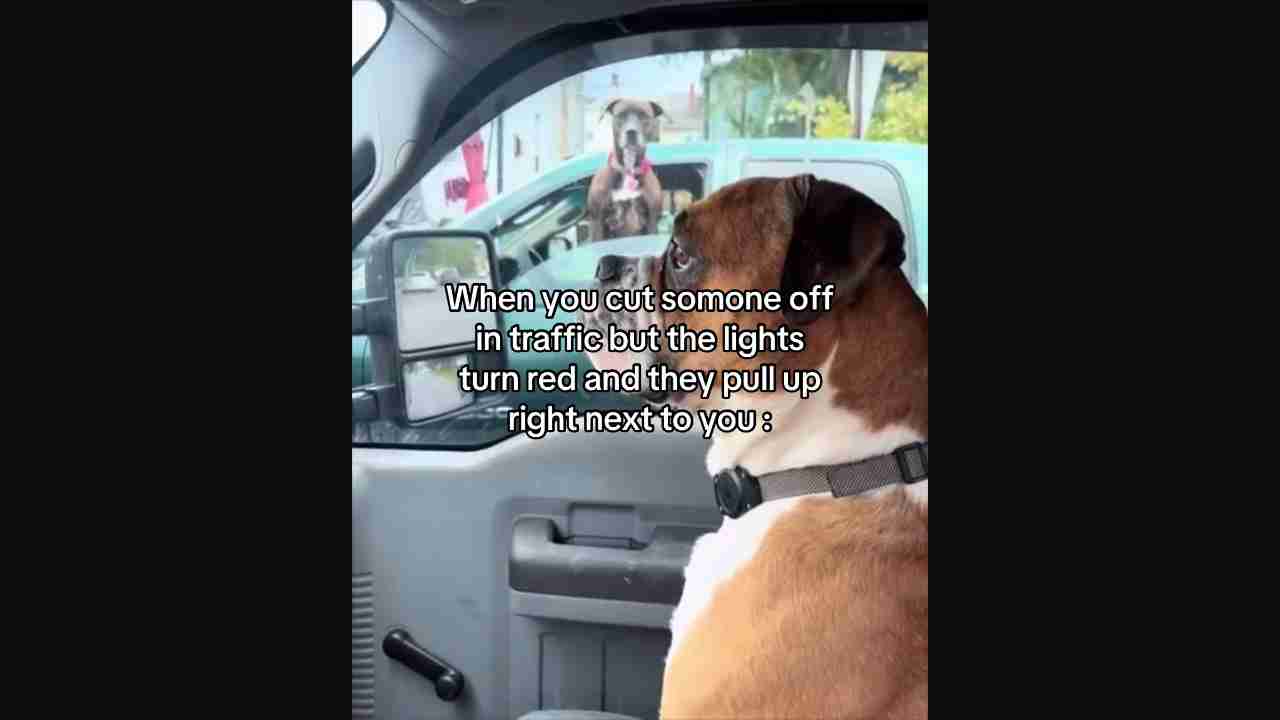 When you cut somone off
in traffic but the lights
turn red and they pull up
right next to you :